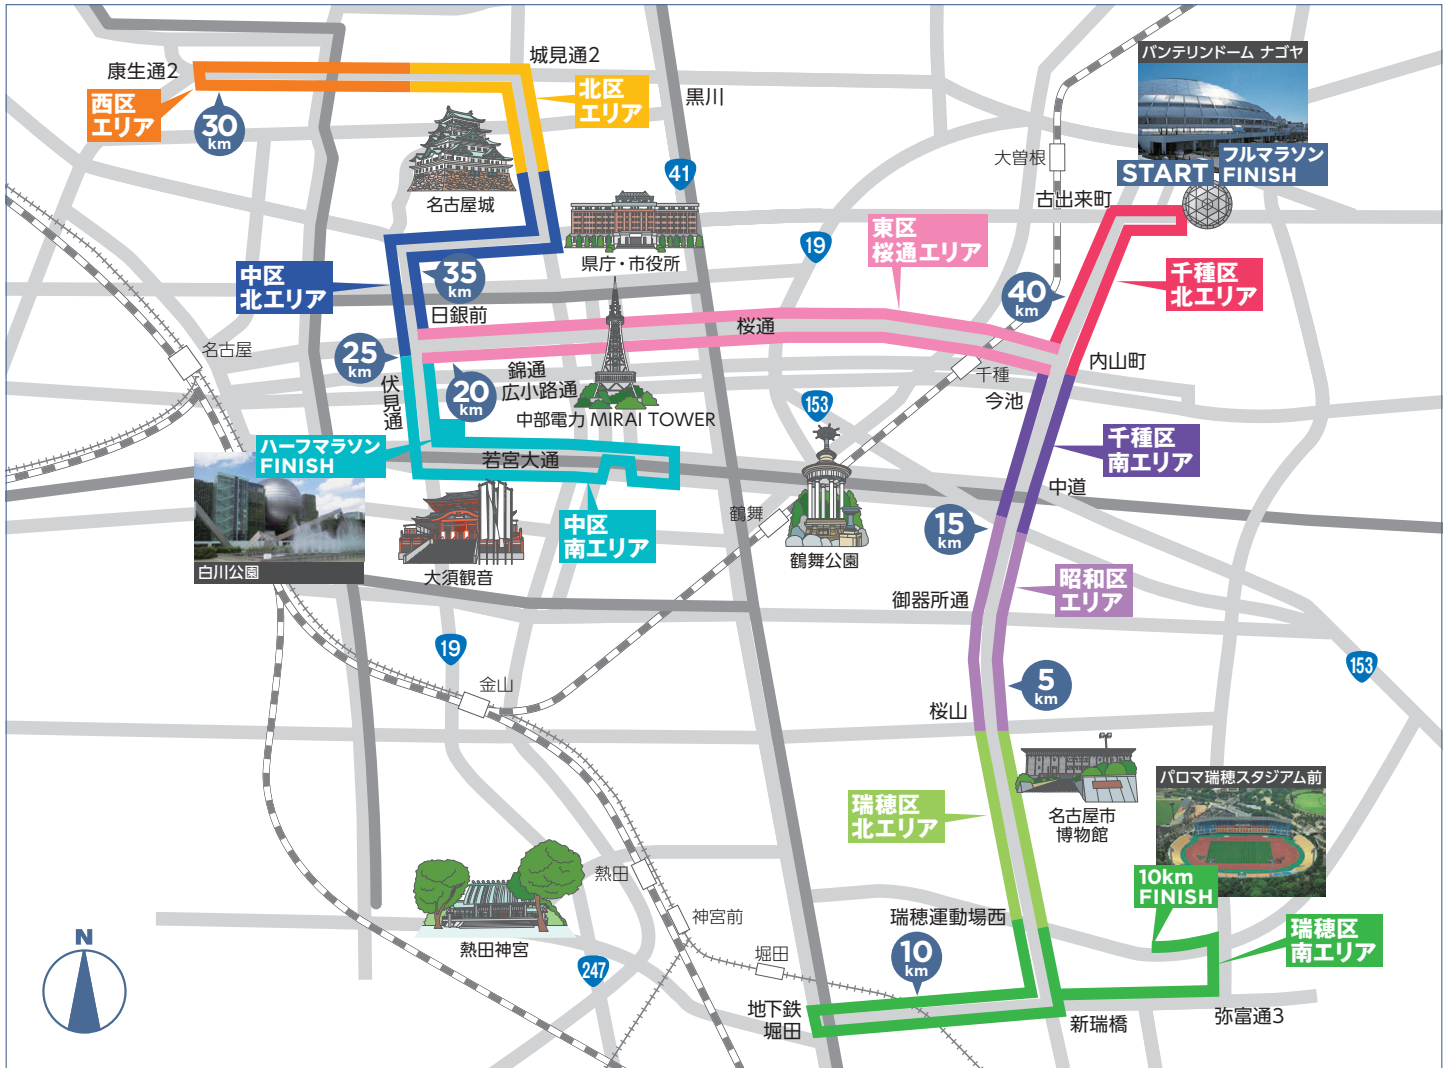 康生通2
城見通2
西区
エリア
30
km
北区
エリア
黒川
バンテリンドーム ナゴヤ
START
フルマラソン
FINISH
大曽根
古出来町
名古屋城
41
県庁・市役所
19
東区
桜通エリア
千種区
北エリア
中区
北エリア
35
km
40
km
日銀前
桜通
名古屋
25
km
伏見通
20
km
錦通
広小路通
中部電力 MIRAI TOWER
千種
今池
内山町
153
ハーフマラソン
FINISH
若宮大通
千種区
南エリア
中道
白川公園
大須観音
中区
南エリア
鶴舞
鶴舞公園
15
km
昭和区
エリア
御器所通
19
金山
5
km
桜山
153
名古屋市
博物館
パロマ瑞穂スタジアム前
瑞穂区
北エリア
10km
FINISH
熱田
熱田神宮
神宮前
堀田
瑞穂運動場西
瑞穂区
南エリア
10
km
247
地下鉄
堀田
新瑞橋
弥富通3
N